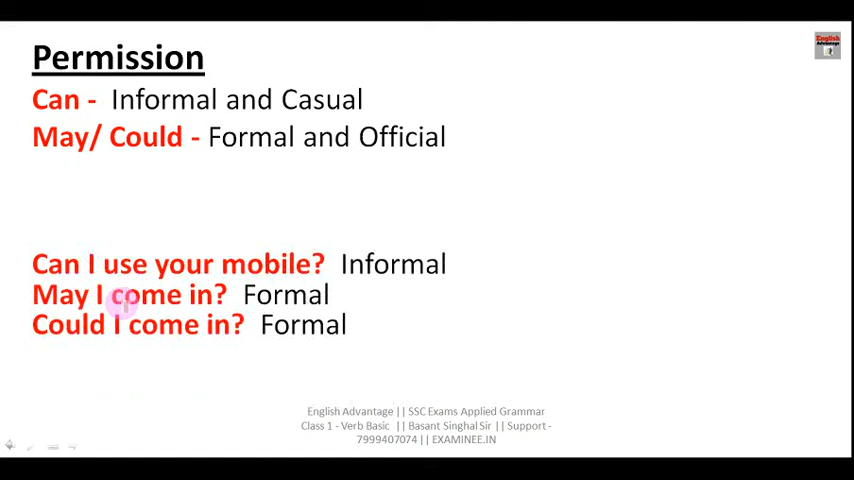 English
Advantage
Permission
Can - Informal and Casual
May/ Could - Formal and Official
Can I use your mobile? Informal
May I come in? Formal
Could I come in? Formal
English Advantage || SSC Exams Applied Grammar
Class 1 - Verb Basic || Basant Singhal Sir || Support -
7999407074 || EXAMINEE.IN